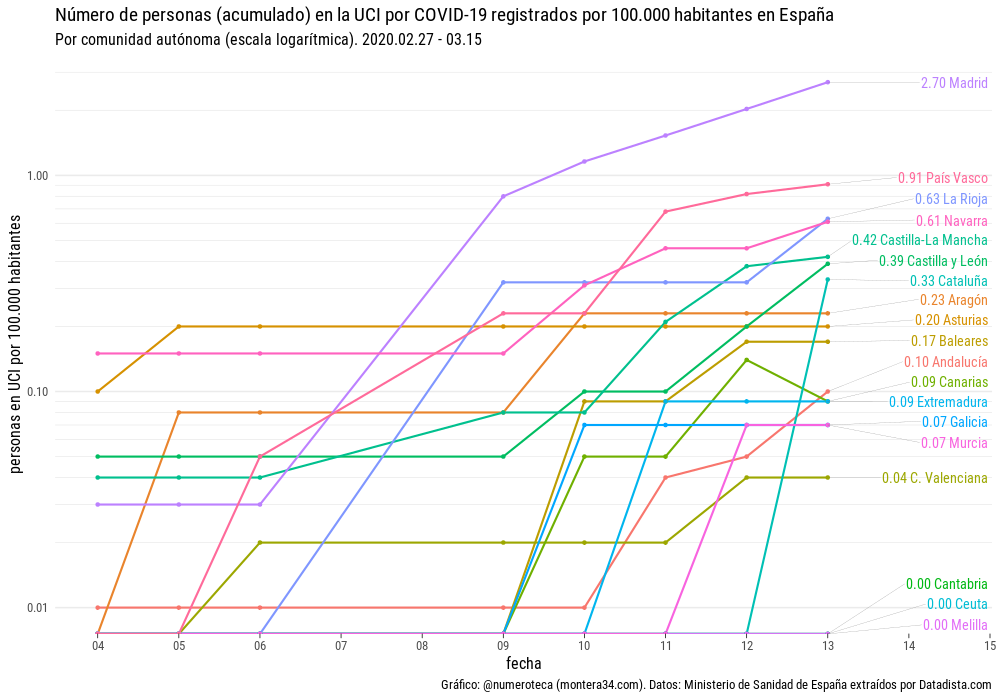 Número de personas (acumulado) en la UCI por COVID-19 registrados por 100.000 habitantes en España
Por comunidad autónoma (escala logarítmica). 2020.02.27 - 03.15
personas en UCI por 100.000 habitantes
1.00
0.10
0.01
2.70 Madrid
0.91 País Vasco
0.63 La Rioja
0.61 Navarra
0.42 Castilla-La Mancha
0.39 Castilla y León
0.33 Cataluña
0.23 Aragón
0.20 Asturias
0.17 Baleares
0.10 Andalucía
0.09 Canarias
0.09 Extremadura
0.07 Galicia
0.07 Murcia
0.04 C. Valenciana
0.00 Cantabria
0.00 Ceuta
0.00 Melilla
04 05 06 07 08 09 10 11 12 13 14 15
fecha
Gráfico: @numeroteca (montera34.com). Datos: Ministerio de Sanidad de España extraídos por Datadista.com